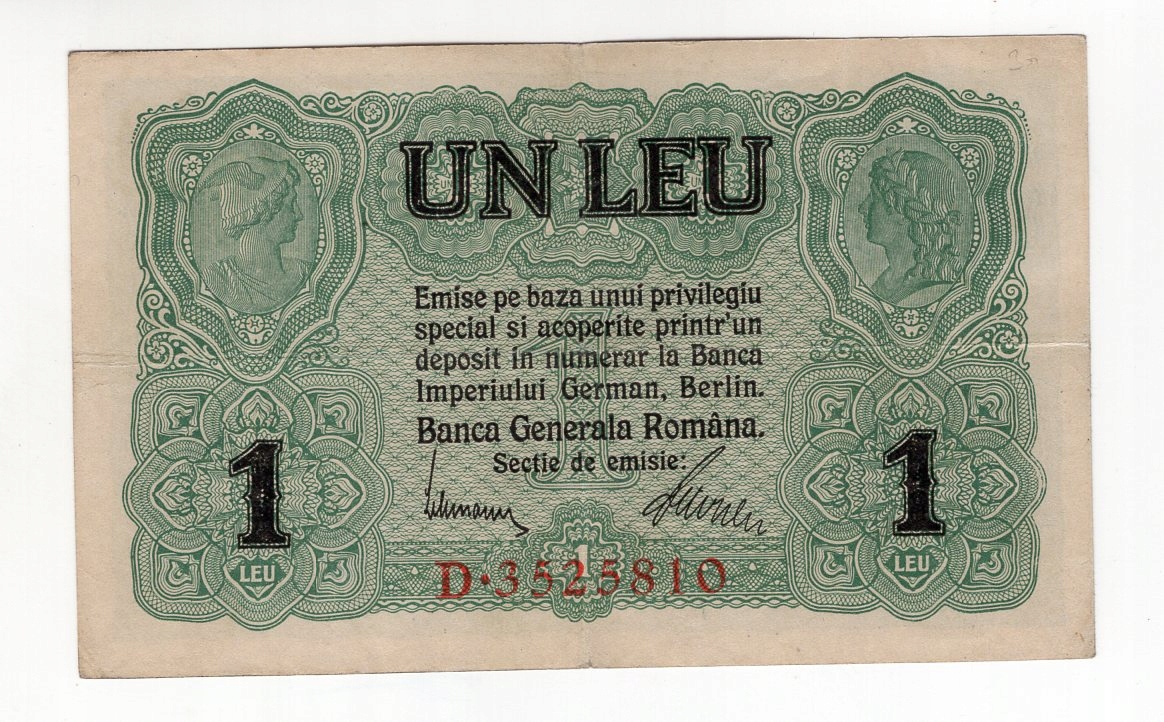 UN LEU
Emise pe baza unui privilegiu
special si acoperite printr'un
deposit in numerar la Banca
Imperiului German, Berlin.
Banca Generala Româna.
Sectie de emisie:
1
1
LEU
1
LEU
D·3525810